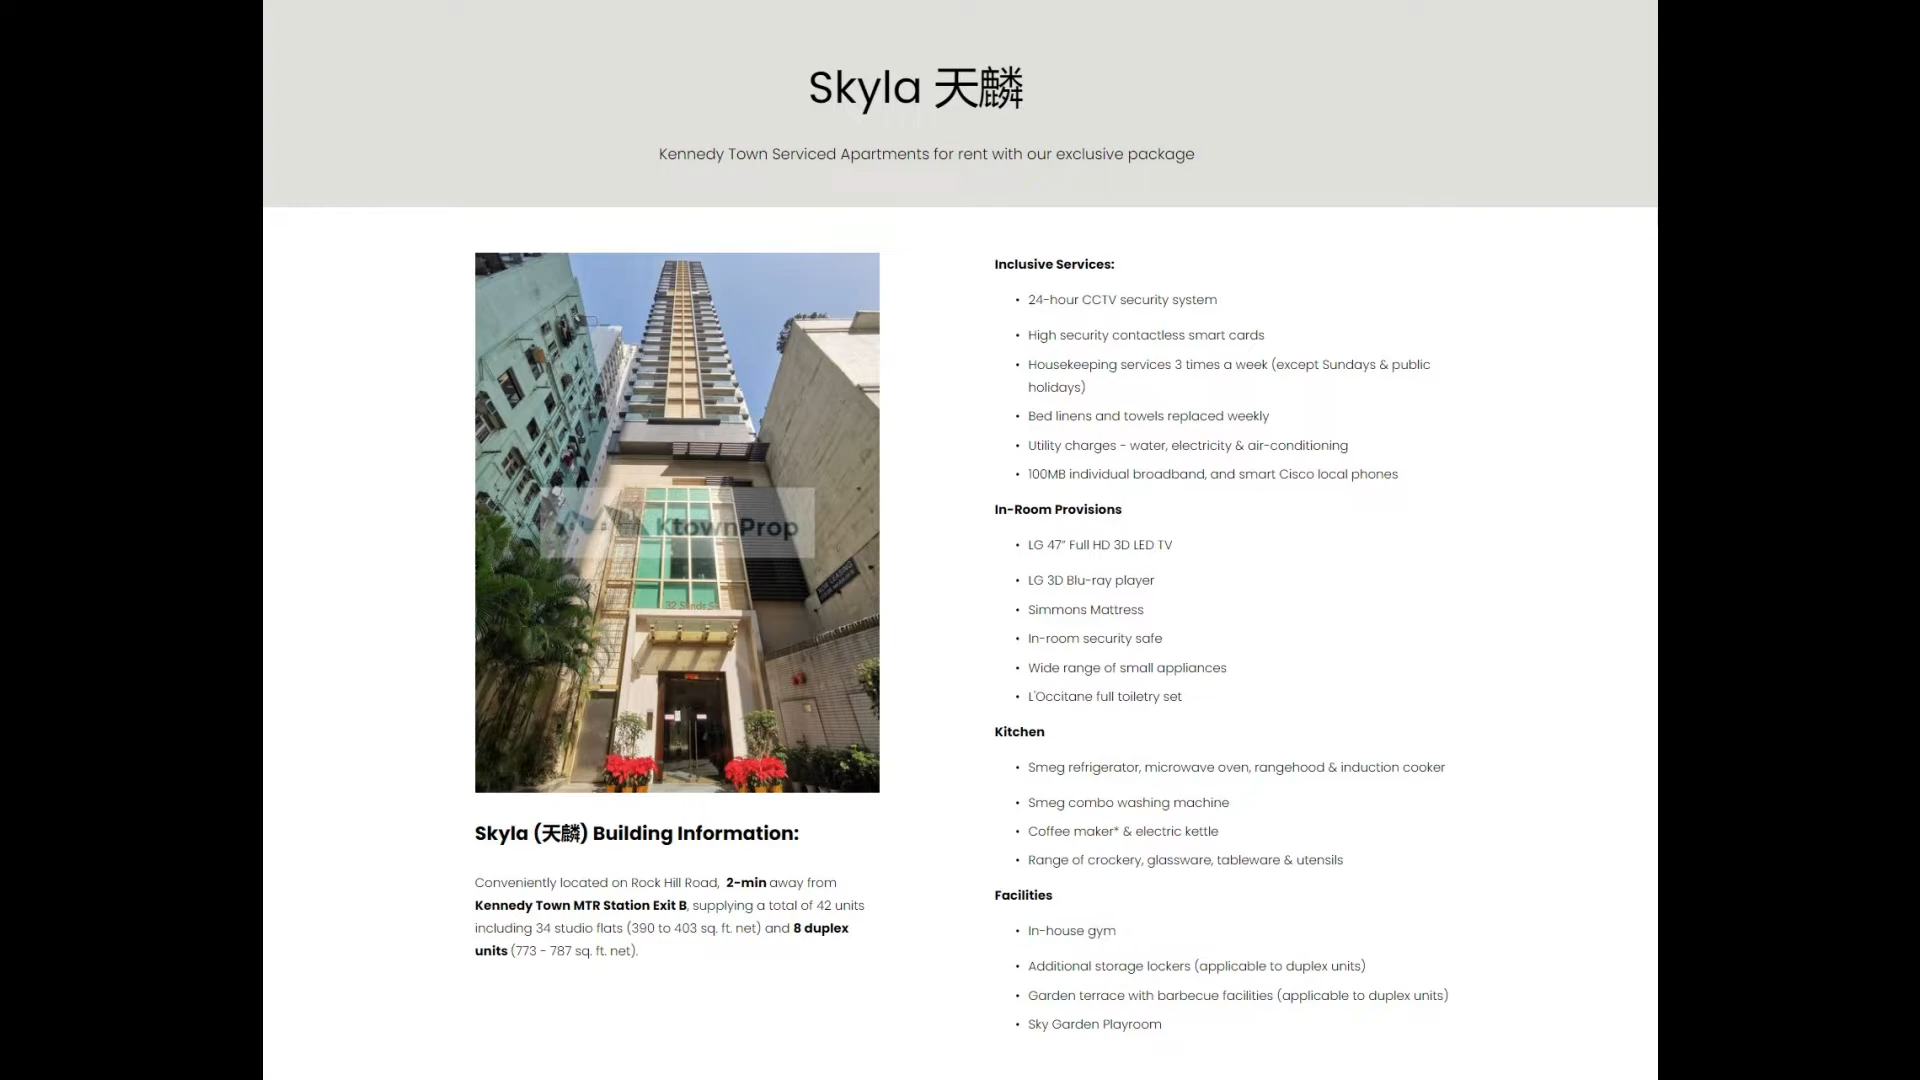 Skyla 天麟
Kennedy Town Serviced Apartments for rent with our exclusive package
KtownProp
Skyla (天麟) Building Information:
Conveniently located on Rock Hill Road, 2-min away from
Kennedy Town MTR Station Exit B, supplying a total of 42 units
including 34 studio flats (390 to 403 sq. ft. net) and 8 duplex
units (773 - 787 sq. ft. net).
Inclusive Services:
• 24-hour CCTV security system
• High security contactless smart cards
• Housekeeping services 3 times a week (except Sundays & public
holidays)
• Bed linens and towels replaced weekly
• Utility charges - water, electricity & air-conditioning
• 100MB individual broadband, and smart Cisco local phones
In-Room Provisions
• LG 47" Full HD 3D LED TV
• LG 3D Blu-ray player
• Simmons Mattress
• In-room security safe
• Wide range of small appliances
• L'Occitane full toiletry set
Kitchen
• Smeg refrigerator, microwave oven, rangehood & induction cooker
• Smeg combo washing machine
• Coffee maker* & electric kettle
• Range of crockery, glassware, tableware & utensils
Facilities
• In-house gym
• Additional storage lockers (applicable to duplex units)
• Garden terrace with barbecue facilities (applicable to duplex units)
• Sky Garden Playroom